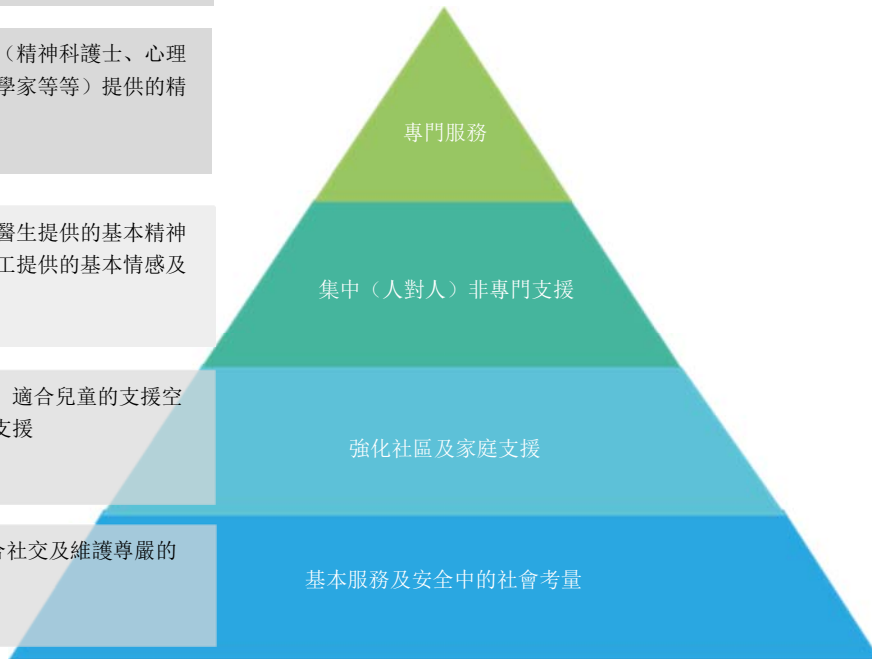 （精神科護士、心理
學家等等）提供的精
專門服務
醫生提供的基本精神
工提供的基本情感及
集中（人對人）非專門支援
適合兒童的支援空
支援
強化社區及家庭支援
合社交及維護尊嚴的
基本服務及安全中的社會考量